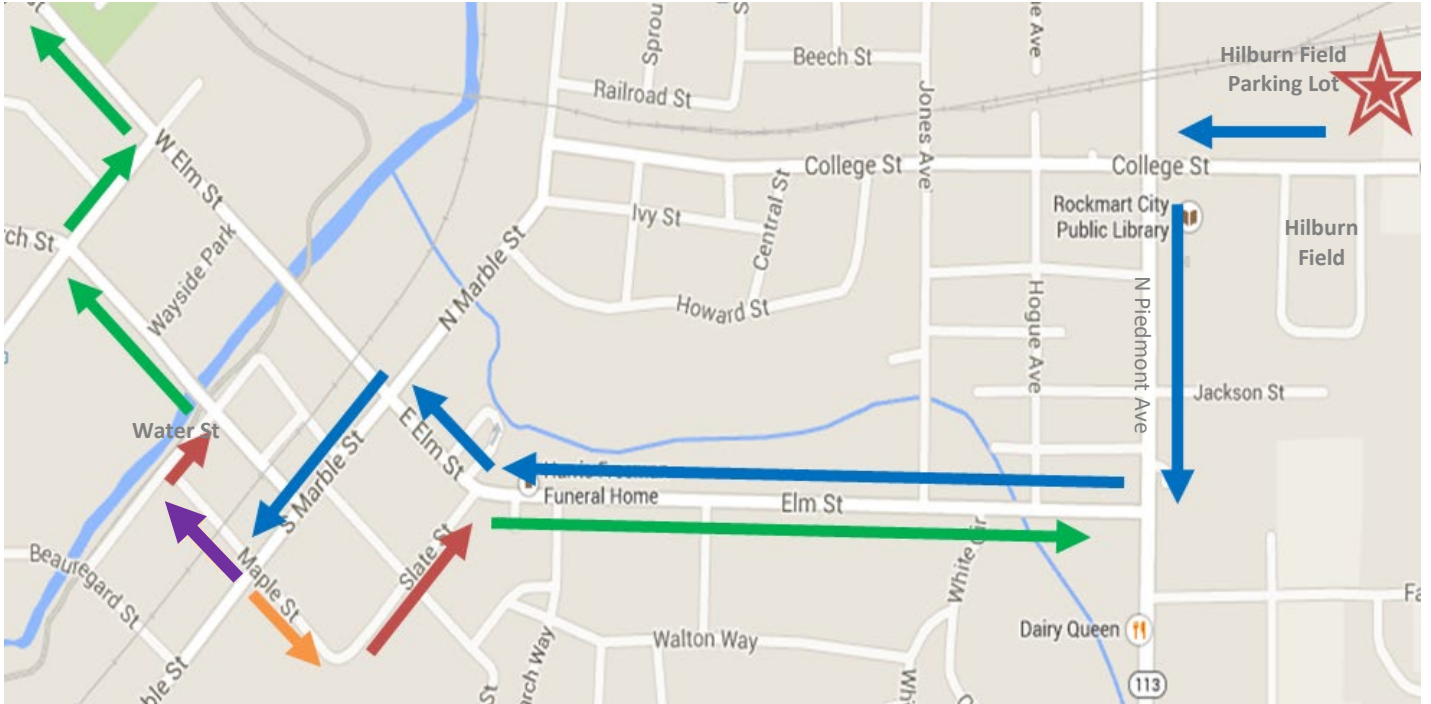 Beech St
Railroad St
Jones Ave
Hilburn Field
Parking Lot
W Elm St
College St
College St
Ivy St
Central St
Rockmart City
Public Library
Hilburn
Field
Wayside Park
N Marble St
Howard St
Hogue Ave
N Piedmont Ave
Jackson St
Water St
E Elm St
S Marble St
Funeral Home
Elm St
Slate St
Maple St
Beauregard St
White Cir
Walton Way
Dairy Queen
113